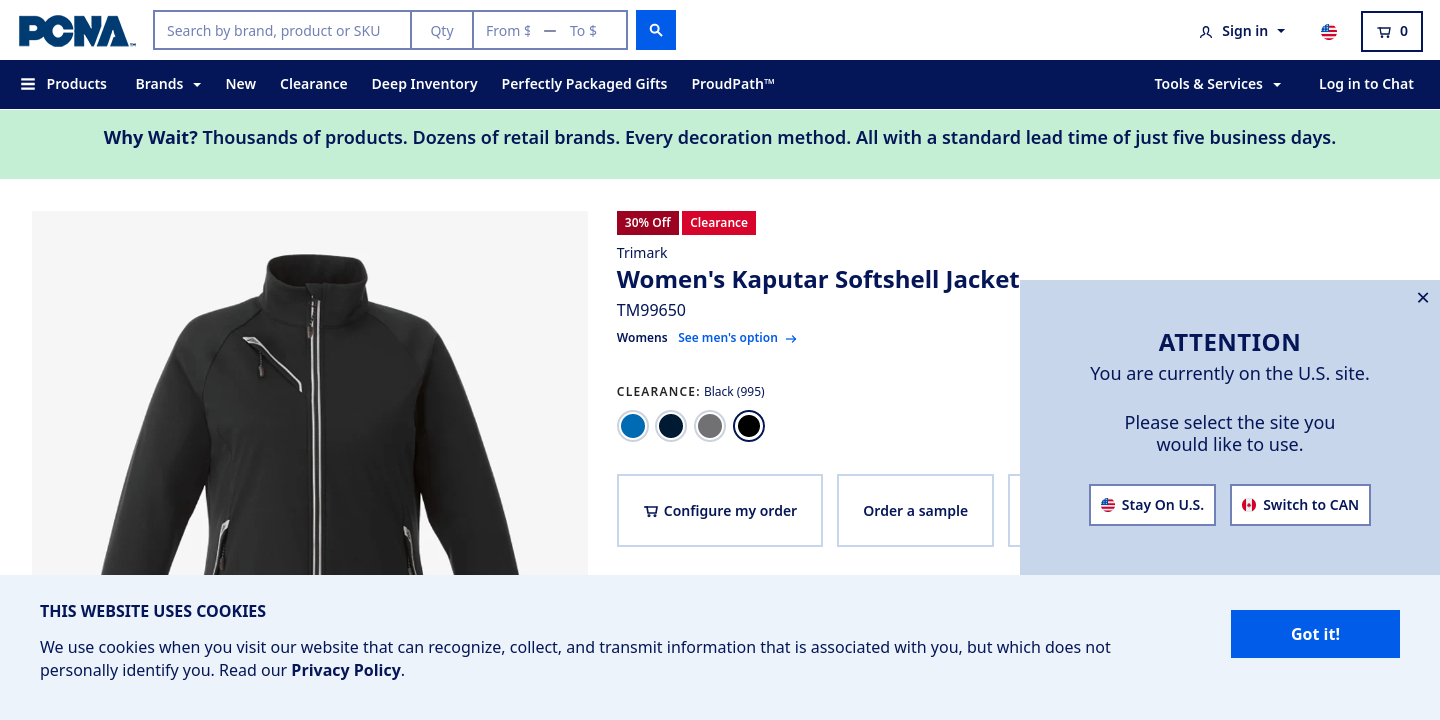 PCNA™
Search by brand, product or SKU
Qty
From $ — To $
Sign in
0
Products
Brands
New
Clearance
Deep Inventory
Perfectly Packaged Gifts
ProudPath™
Tools & Services
Log in to Chat
Why Wait? Thousands of products. Dozens of retail brands. Every decoration method. All with a standard lead time of just five business days.
30% Off
Clearance
Trimark
Women's Kaputar Softshell Jacket
TM99650
Womens See men's option →
CLEARANCE: Black (995)
Configure my order
Order a sample
×
ATTENTION
You are currently on the U.S. site.
Please select the site you
would like to use.
Stay On U.S.
Switch to CAN
THIS WEBSITE USES COOKIES
We use cookies when you visit our website that can recognize, collect, and transmit information that is associated with you, but which does not
personally identify you. Read our Privacy Policy.
Got it!